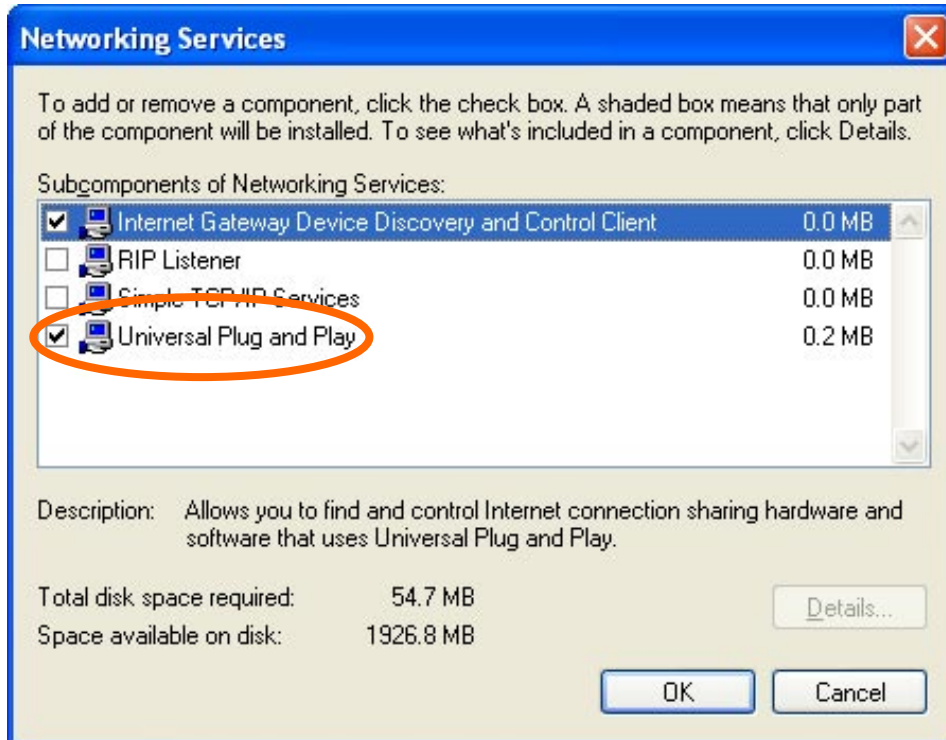 Networking Services
To add or remove a component, click the check box. A shaded box means that only part
of the component will be installed. To see what's included in a component, click Details.
Subcomponents of Networking Services:
Internet Gateway Device Discovery and Control Client 0.0 MB
RIP Listener 0.0 MB
Simple TCP/IP Services 0.0 MB
Universal Plug and Play 0.2 MB
Description: Allows you to find and control Internet connection sharing hardware and
software that uses Universal Plug and Play.
Total disk space required: 54.7 MB
Details...
Space available on disk: 1926.8 MB
OK Cancel